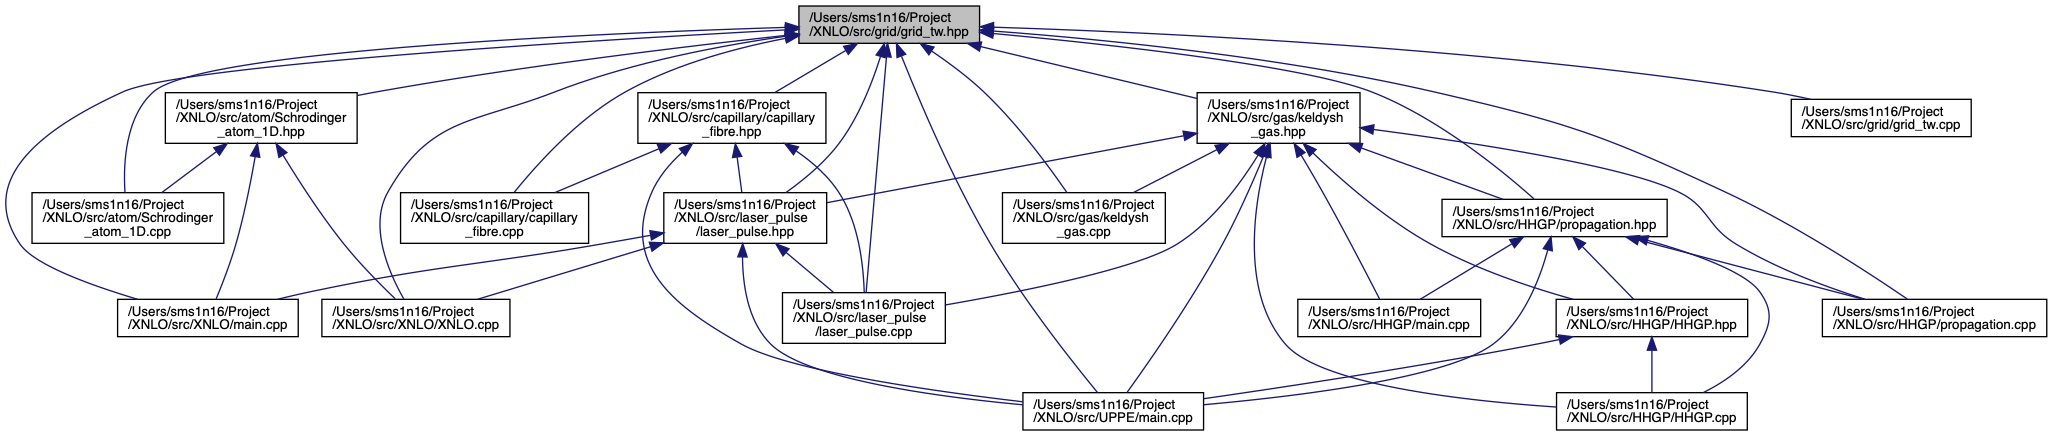 /Users/sms1n16/Project
/XNLO/src/grid/grid_tw.hpp
/Users/sms1n16/Project
/XNLO/src/atom/Schrodinger
_atom_1D.hpp
/Users/sms1n16/Project
/XNLO/src/capillary/capillary
_fibre.hpp
/Users/sms1n16/Project
/XNLO/src/gas/keldysh
_gas.hpp
/Users/sms1n16/Project
/XNLO/src/grid/grid_tw.cpp
/Users/sms1n16/Project
/XNLO/src/atom/Schrodinger
_atom_1D.cpp
/Users/sms1n16/Project
/XNLO/src/capillary/capillary
_fibre.cpp
/Users/sms1n16/Project
/XNLO/src/laser_pulse
/laser_pulse.hpp
/Users/sms1n16/Project
/XNLO/src/gas/keldysh
_gas.cpp
/Users/sms1n16/Project
/XNLO/src/HHGP/propagation.hpp
/Users/sms1n16/Project
/XNLO/src/XNLO/main.cpp
/Users/sms1n16/Project
/XNLO/src/XNLO/XNLO.cpp
/Users/sms1n16/Project
/XNLO/src/laser_pulse
/laser_pulse.cpp
/Users/sms1n16/Project
/XNLO/src/HHGP/main.cpp
/Users/sms1n16/Project
/XNLO/src/HHGP/HHGP.hpp
/Users/sms1n16/Project
/XNLO/src/HHGP/propagation.cpp
/Users/sms1n16/Project
/XNLO/src/UPPE/main.cpp
/Users/sms1n16/Project
/XNLO/src/HHGP/HHGP.cpp